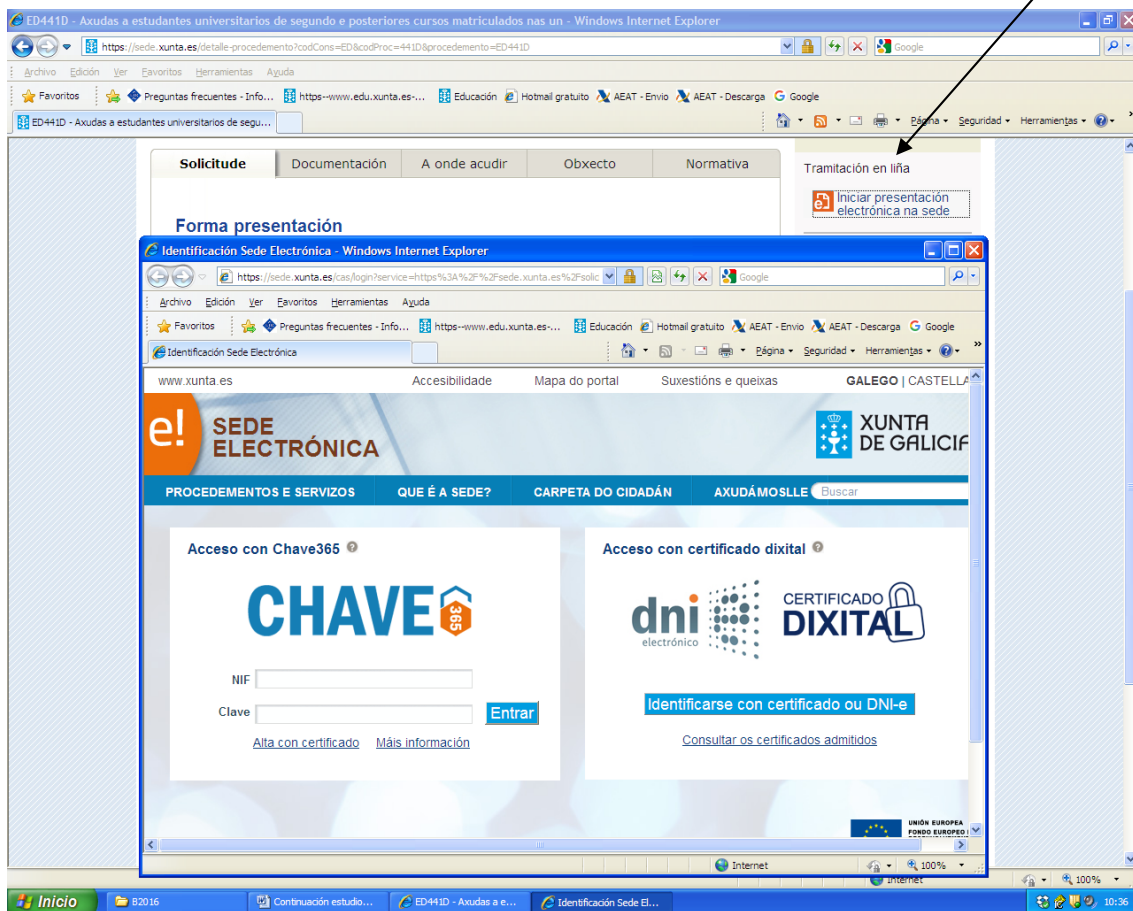 ED441D - Axudas a estudantes universitarios de segundo e posteriores cursos matriculados nas un - Windows Internet Explorer
https://sede.xunta.es/detalle-procedemento?codCons=ED&codProc=441D&procedemento=ED441D
Google
Archivo Edición Ver Favoritos Herramientas Ayuda
Favoritos Preguntas frecuentes - Info... https--www.edu.xunta.es-... Educación Hotmail gratuito AEAT - Envio AEAT - Descarga Google
ED441D - Axudas a estudantes universitarios de segu... Página Seguridad Herramientas
Solicitude Documentación A onde acudir Obxecto Normativa
Tramitación en liña
Iniciar presentación
electrónica na sede
Forma presentación
Identificación Sede Electrónica - Windows Internet Explorer
https://sede.xunta.es/cas/login?service=https%3A%2F%2Fsede.xunta.es%2Fsolic
Google
Archivo Edición Ver Favoritos Herramientas Ayuda
Favoritos Preguntas frecuentes - Info... https--www.edu.xunta.es-... Educación Hotmail gratuito AEAT - Envio AEAT - Descarga Google
Identificación Sede Electrónica Página Seguridad Herramientas
www.xunta.es Accesibilidade Mapa do portal Suxestións e queixas GALEGO | CASTELLA
e! SEDE
ELECTRÓNICA
XUNTA
DE GALICIA
PROCEDEMENTOS E SERVIZOS QUE É A SEDE? CARPETA DO CIDADÁN AXUDÁMOSLLE Buscar
Acceso con Chave365
Acceso con certificado dixital
CHAVE 365
dni
electrónico
CERTIFICADO
DIXITAL
NIF
Clave
Entrar
Alta con certificado Máis información
Identificarse con certificado ou DNI-e
Consultar os certificados admitidos
UNIÓN EUROPEA
FONDO EUROPEO
Internet 100%
Internet 100%
Inicio B2016 Continuación estudio... ED441D - Axudas a e... Identificación Sede El... 10:36